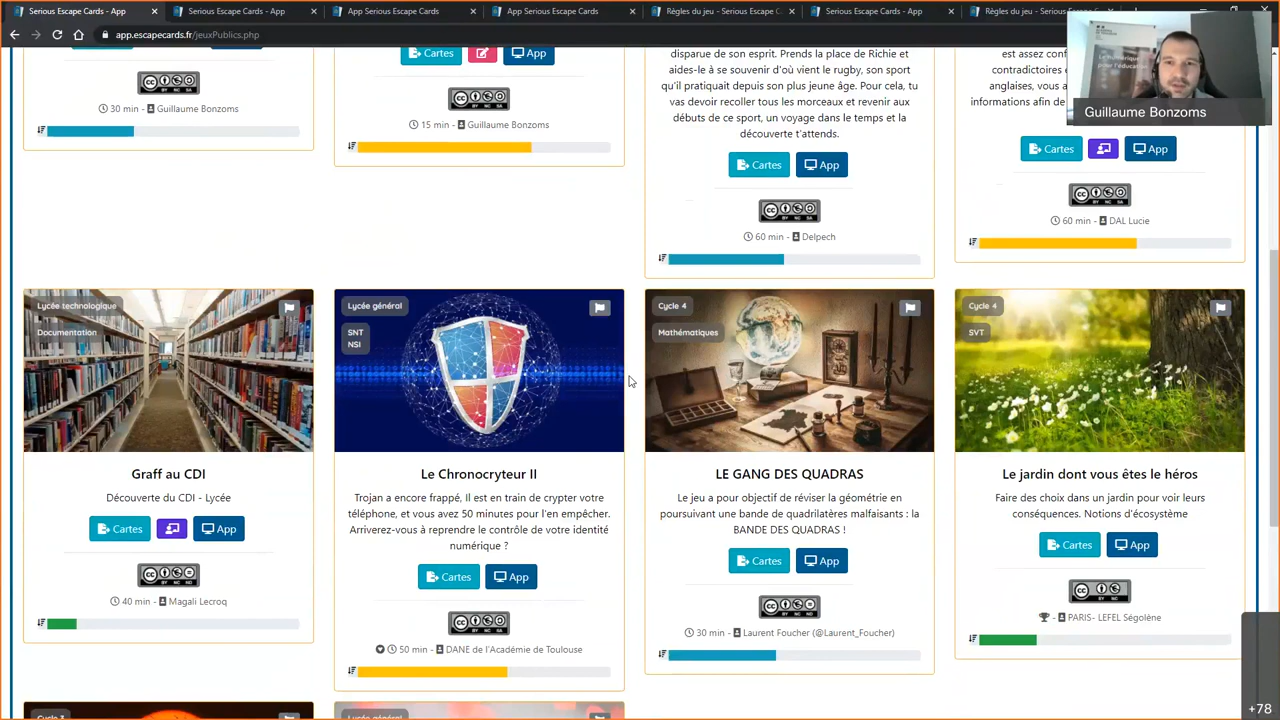 Serious Escape Cards - App
Serious Escape Cards - App
App Serious Escape Cards
App Serious Escape Cards
Règles du jeu - Serious Escape C
Serious Escape Cards - App
Règles du jeu - Serious Escape
app.escapecards.fr/jeuxPublics.php
Guillaume Bonzoms
Cartes
App
30 min - Guillaume Bonzoms
15 min - Guillaume Bonzoms
disparue de son esprit. Prends la place de Richie et
aides-le à se souvenir d'où vient le rugby, son sport
qu'il pratiquait depuis son plus jeune âge. Pour cela, tu
vas devoir recoller tous les morceaux et revenir aux
débuts de ce sport, un voyage dans le temps et la
découverte t'attends.
Cartes
App
60 min - Delpech
est assez conf
contradictoires e
anglaises, vous a
informations afin de
Cartes
App
60 min - DAL Lucie
Lycée technologique
Documentation
Graff au CDI
Découverte du CDI - Lycée
Cartes
App
40 min - Magali Lecroq
Lycée général
SNT
NSI
Le Chronocryteur II
Trojan a encore frappé, Il est en train de crypter votre
téléphone, et vous avez 50 minutes pour l'en empêcher.
Arriverez-vous à reprendre le contrôle de votre identité
numérique ?
Cartes
App
50 min - DANE de l'Académie de Toulouse
Cycle 4
Mathématiques
LE GANG DES QUADRAS
Le jeu a pour objectif de réviser la géométrie en
poursuivant une bande de quadrilatères malfaisants : la
BANDE DES QUADRAS !
Cartes
App
30 min - Laurent Foucher (@Laurent_Foucher)
Cycle 4
SVT
Le jardin dont vous êtes le héros
Faire des choix dans un jardin pour voir leurs
conséquences. Notions d'écosystème
Cartes
App
- PARIS- LEFEL Ségolène
Cycle 3
Lycée général
+78